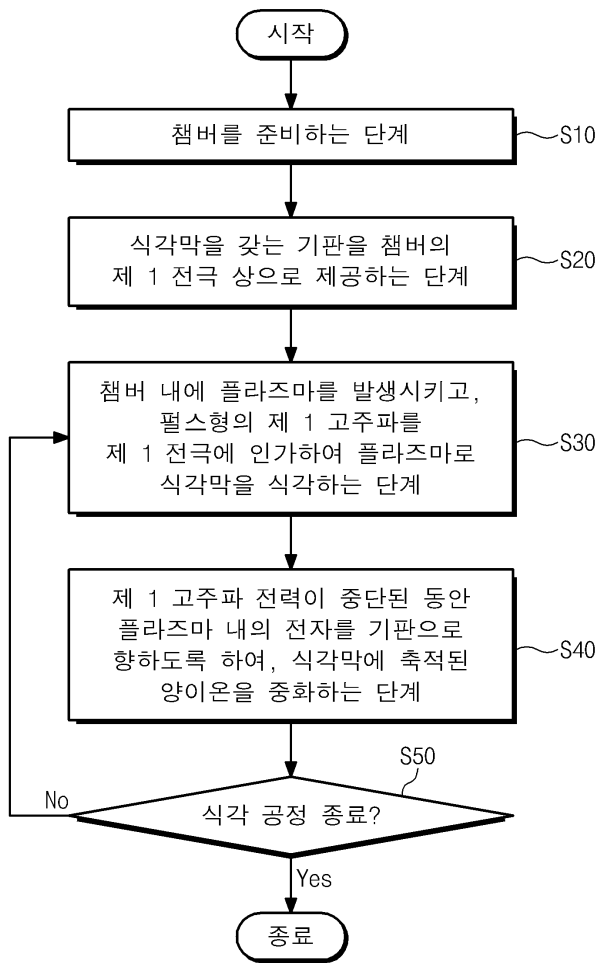 시작
챔버를 준비하는 단계
S10
식각막을 갖는 기판을 챔버의
제 1 전극 상으로 제공하는 단계
S20
챔버 내에 플라즈마를 발생시키고,
펄스형의 제 1 고주파를
제 1 전극에 인가하여 플라즈마로
식각막을 식각하는 단계
S30
제 1 고주파 전력이 중단된 동안
플라즈마 내의 전자를 기판으로
향하도록 하여, 식각막에 축적된
양이온을 중화하는 단계
S40
S50
No
식각 공정 종료?
Yes
종료